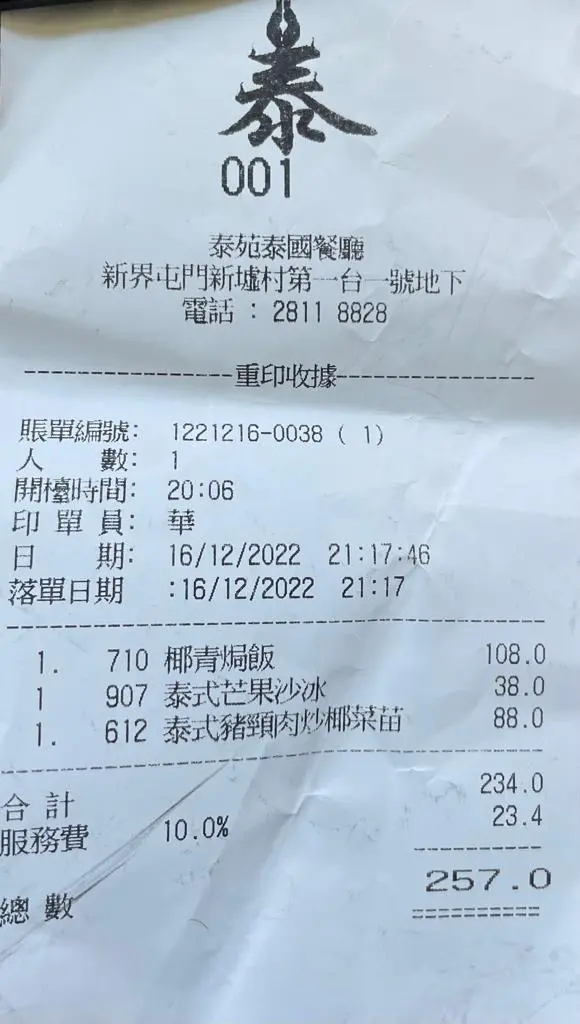 泰
001
泰苑泰國餐廳
新界屯門新墟村第一台一號地下
電話 : 2811 8828
-----------------重印收據-----------------
賬單編號: 1221216-0038 ( 1)
人 數: 1
開檯時間: 20:06
印 單 員: 華
日 期: 16/12/2022 21:17:46
落單日期 :16/12/2022 21:17
1. 710 椰青焗飯 108.0
1 907 泰式芒果沙冰 38.0
1. 612 泰式豬頸肉炒椰菜苗 88.0
合 計 234.0
服務費 10.0% 23.4
總 數 257.0